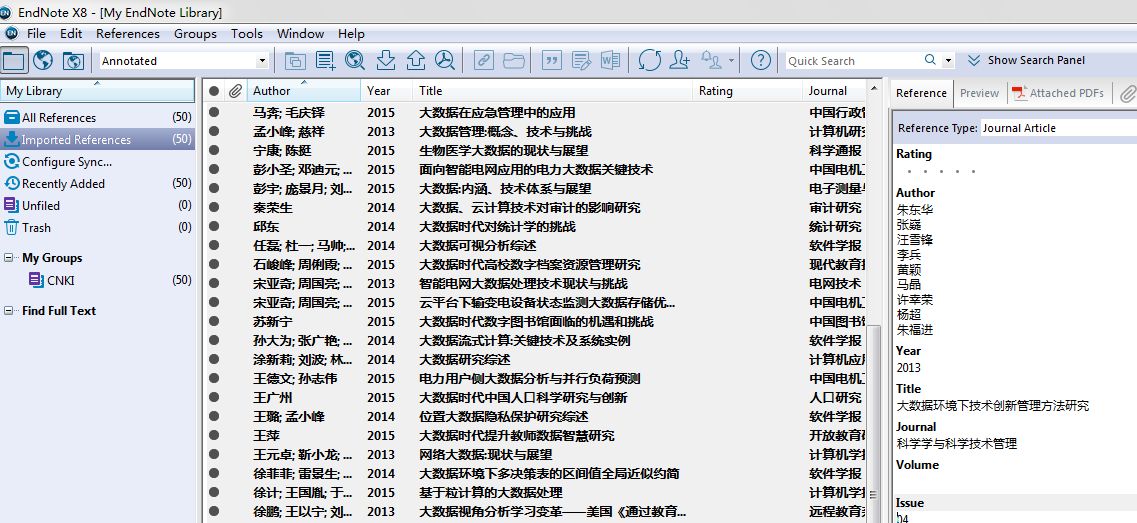 EndNote X8 - [My EndNote Library]
File Edit References Groups Tools Window Help
Annotated Quick Search Show Search Panel
My Library
All References (50)
Imported References (50)
Configure Sync...
Recently Added (50)
Unfiled (0)
Trash (0)
My Groups
CNKI (50)
Find Full Text
Author Year Title Rating Journal
马奔; 毛庆铎 2015 大数据在应急管理中的应用 中国行政管
孟小峰; 慈祥 2013 大数据管理:概念、技术与挑战 计算机研究
宁康; 陈挺 2015 生物医学大数据的现状与展望 科学通报
彭小圣; 邓迪元; ... 2015 面向智能电网应用的电力大数据关键技术 中国电机工
彭宇; 庞景月; 刘... 2015 大数据:内涵、技术体系与展望 电子测量与
秦荣生 2014 大数据、云计算技术对审计的影响研究 审计研究
邱东 2014 大数据时代对统计学的挑战 统计研究
任磊; 杜一; 马帅;... 2014 大数据可视分析综述 软件学报
石峻峰; 周俐霞; ... 2015 大数据时代高校数字档案资源管理研究 现代教育技
宋亚奇; 周国亮; ... 2013 智能电网大数据处理技术现状与挑战 电网技术
宋亚奇; 周国亮; ... 2015 云平台下输变电设备状态监测大数据存储优... 中国电机工
苏新宁 2015 大数据时代数字图书馆面临的机遇和挑战 中国图书馆
孙大为; 张广艳; ... 2014 大数据流式计算:关键技术及系统实例 软件学报
涂新莉; 刘波; 林... 2014 大数据研究综述 计算机应用
王德文; 孙志伟 2015 电力用户侧大数据分析与并行负荷预测 中国电机工
王广州 2015 大数据时代中国人口科学研究与创新 人口研究
王璐; 孟小峰 2014 位置大数据隐私保护研究综述 软件学报
王萍 2015 大数据时代提升教师数据智慧研究 开放教育研
王元卓; 靳小龙; ... 2013 网络大数据:现状与展望 计算机学报
徐菲菲; 雷景生; ... 2014 大数据环境下多决策表的区间值全局近似约简 软件学报
徐计; 王国胤; 于... 2015 基于粒计算的大数据处理 计算机学报
徐鹏; 王以宁; 刘... 2013 大数据视角分析学习变革——美国《通过教育... 远程教育杂
Reference Preview Attached PDFs
Reference Type: Journal Article
Rating
Author
朱东华
张嶷
汪雪锋
李兵
黄颖
马晶
许幸荣
杨超
朱福进
Year
2013
Title
大数据环境下技术创新管理方法研究
Journal
科学学与科学技术管理
Volume
Issue
04